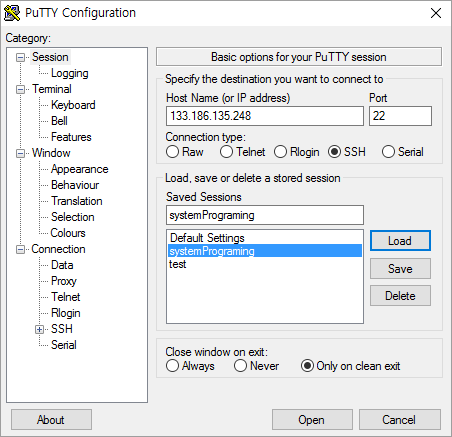 PuTTY Configuration
Category:
Session
Logging
Terminal
Keyboard
Bell
Features
Window
Appearance
Behaviour
Translation
Selection
Colours
Connection
Data
Proxy
Telnet
Rlogin
SSH
Serial
Basic options for your PuTTY session
Specify the destination you want to connect to
Host Name (or IP address) Port
133.186.135.248 22
Connection type:
Raw Telnet Rlogin SSH Serial
Load, save or delete a stored session
Saved Sessions
systemPrograming
Default Settings
systemPrograming
test
Load
Save
Delete
Close window on exit:
Always Never Only on clean exit
About Open Cancel